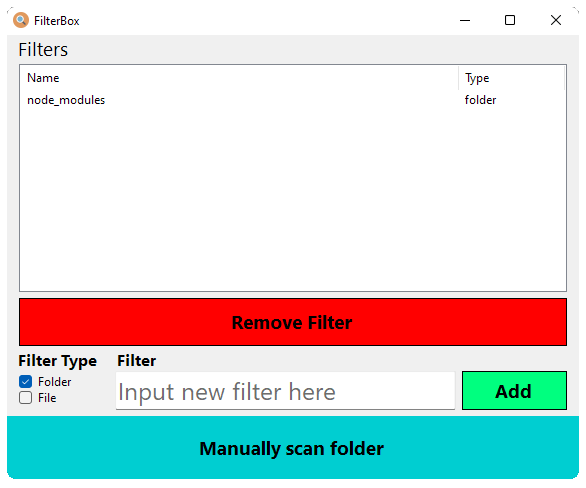 FilterBox
Filters
Name Type
node_modules folder
Remove Filter
Filter Type Filter
Folder
File
Input new filter here
Add
Manually scan folder